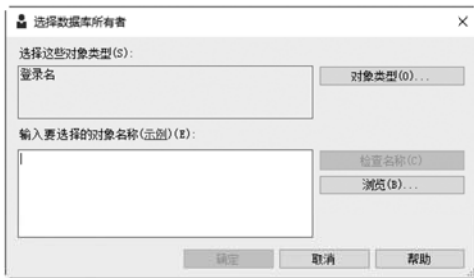 选择数据库所有者
选择这些对象类型(S):
登录名
对象类型(O)...
输入要选择的对象名称(示例)(E):
检查名称(C)
浏览(B)...
确定
取消
帮助